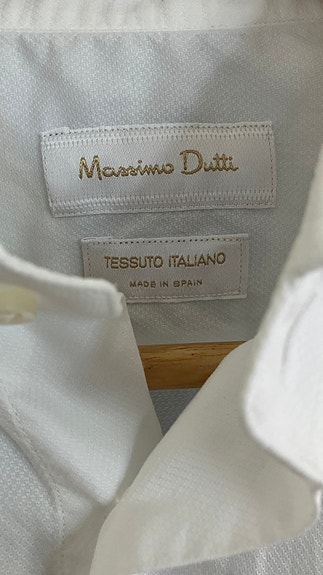 Massimo Dutti
TESSUTO ITALIANO
MADE IN SPAIN